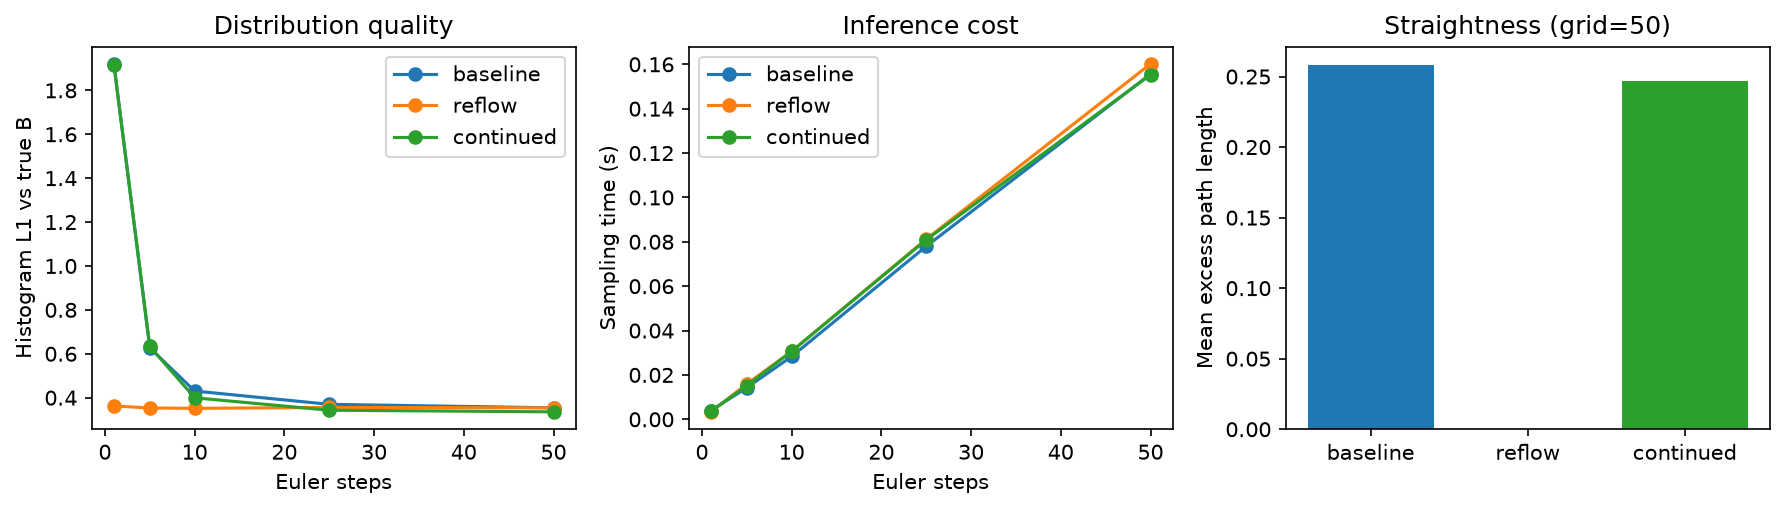 Distribution quality
Histogram L1 vs true B
1.8
1.6
1.4
1.2
1.0
0.8
0.6
0.4
baseline
reflow
continued
0 10 20 30 40 50
Euler steps
Inference cost
Sampling time (s)
0.16
0.14
0.12
0.10
0.08
0.06
0.04
0.02
0.00
baseline
reflow
continued
0 10 20 30 40 50
Euler steps
Straightness (grid=50)
Mean excess path length
0.25
0.20
0.15
0.10
0.05
0.00
baseline reflow continued